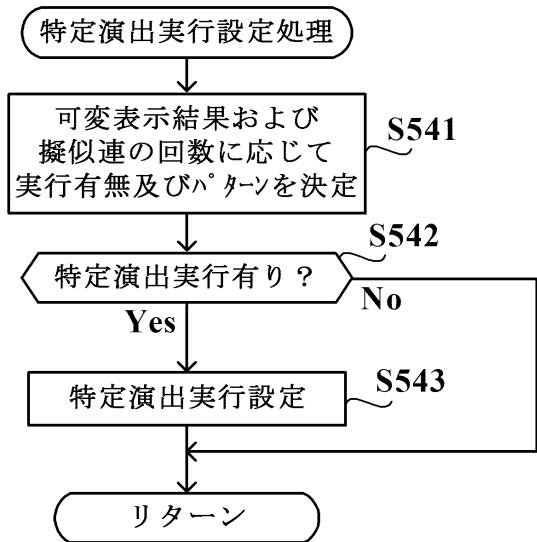 特定演出実行設定処理
可変表示結果および
擬似連の回数に応じて
実行有無及びﾊﾟﾀｰﾝを決定
S541
特定演出実行有り？
S542
Yes
No
特定演出実行設定
S543
リターン